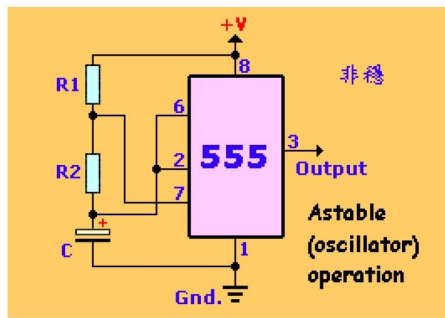 +V
8
非穩
R1
6
555
3
2
Output
R2
7
+
Astable
(oscillator)
operation
C
1
Gnd.